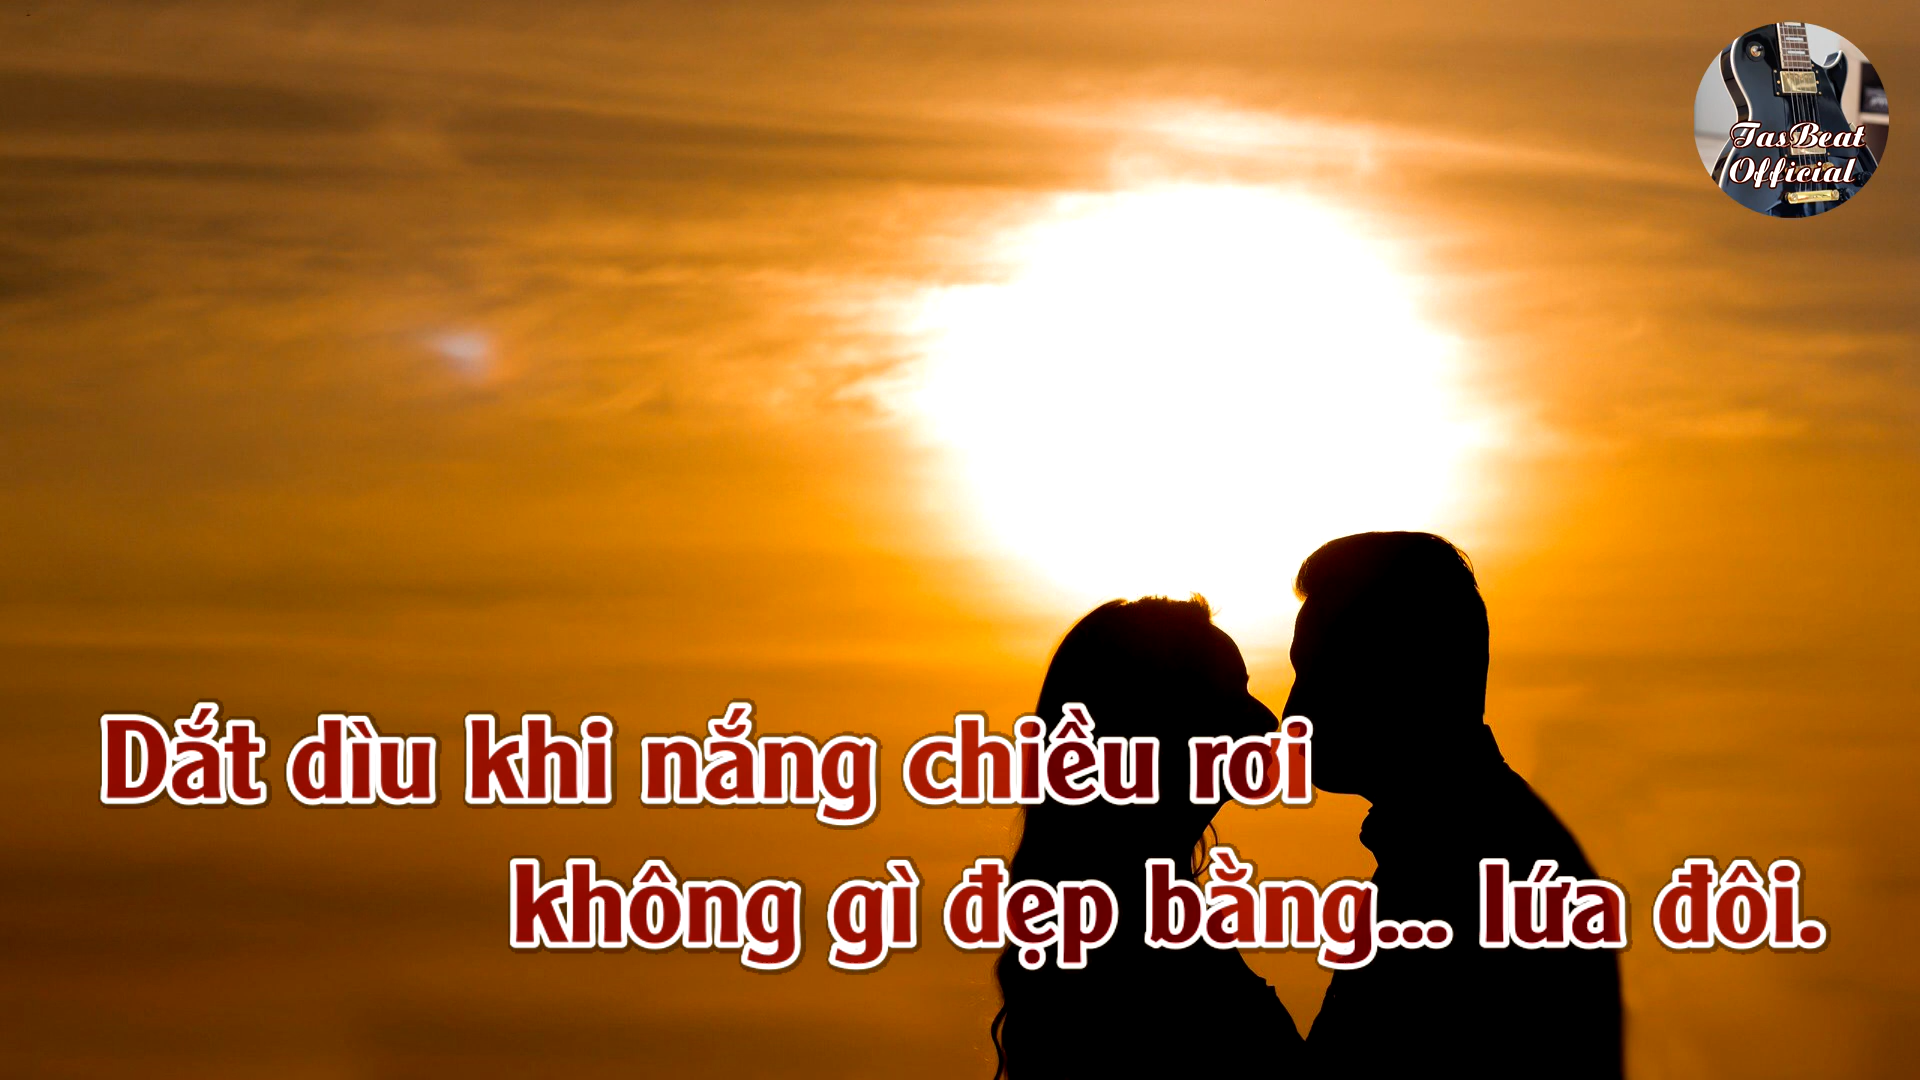 TasBeat
Official
Dắt dìu khi nắng chiều rơi
không gì đẹp bằng... lứa đôi.